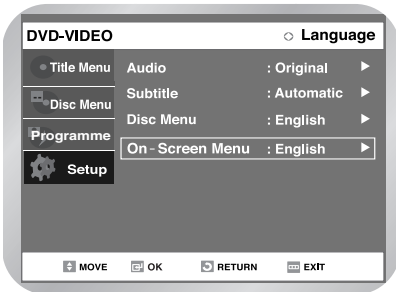 DVD-VIDEO
Language
Title Menu
Disc Menu
Programme
Setup
Audio : Original
Subtitle : Automatic
Disc Menu : English
On-Screen Menu : English
MOVE OK RETURN EXIT